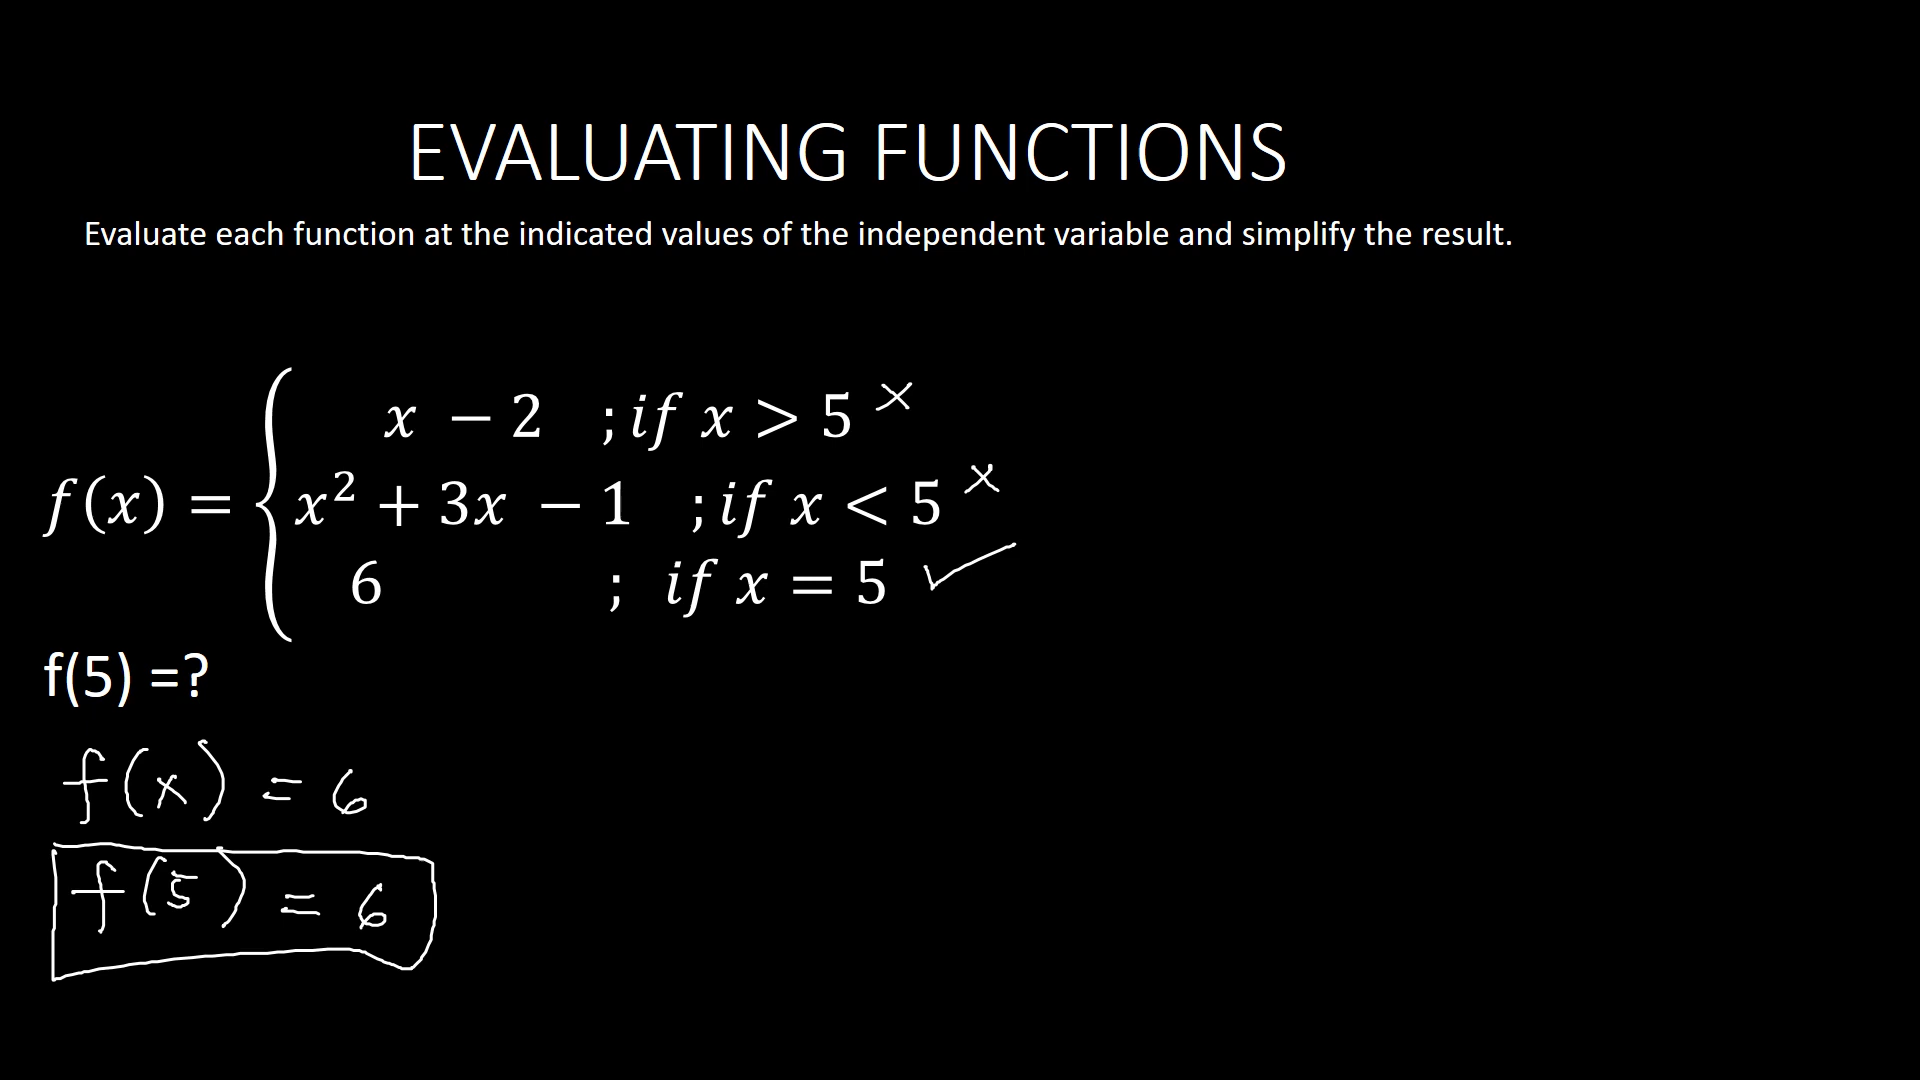 EVALUATING FUNCTIONS
Evaluate each function at the indicated values of the independent variable and simplify the result.
x − 2 ; if x > 5 ×
f(x) = { x² + 3x − 1 ; if x < 5 ×
6 ; if x = 5 ✓
f(5) =?
f(x) = 6
f(5) = 6